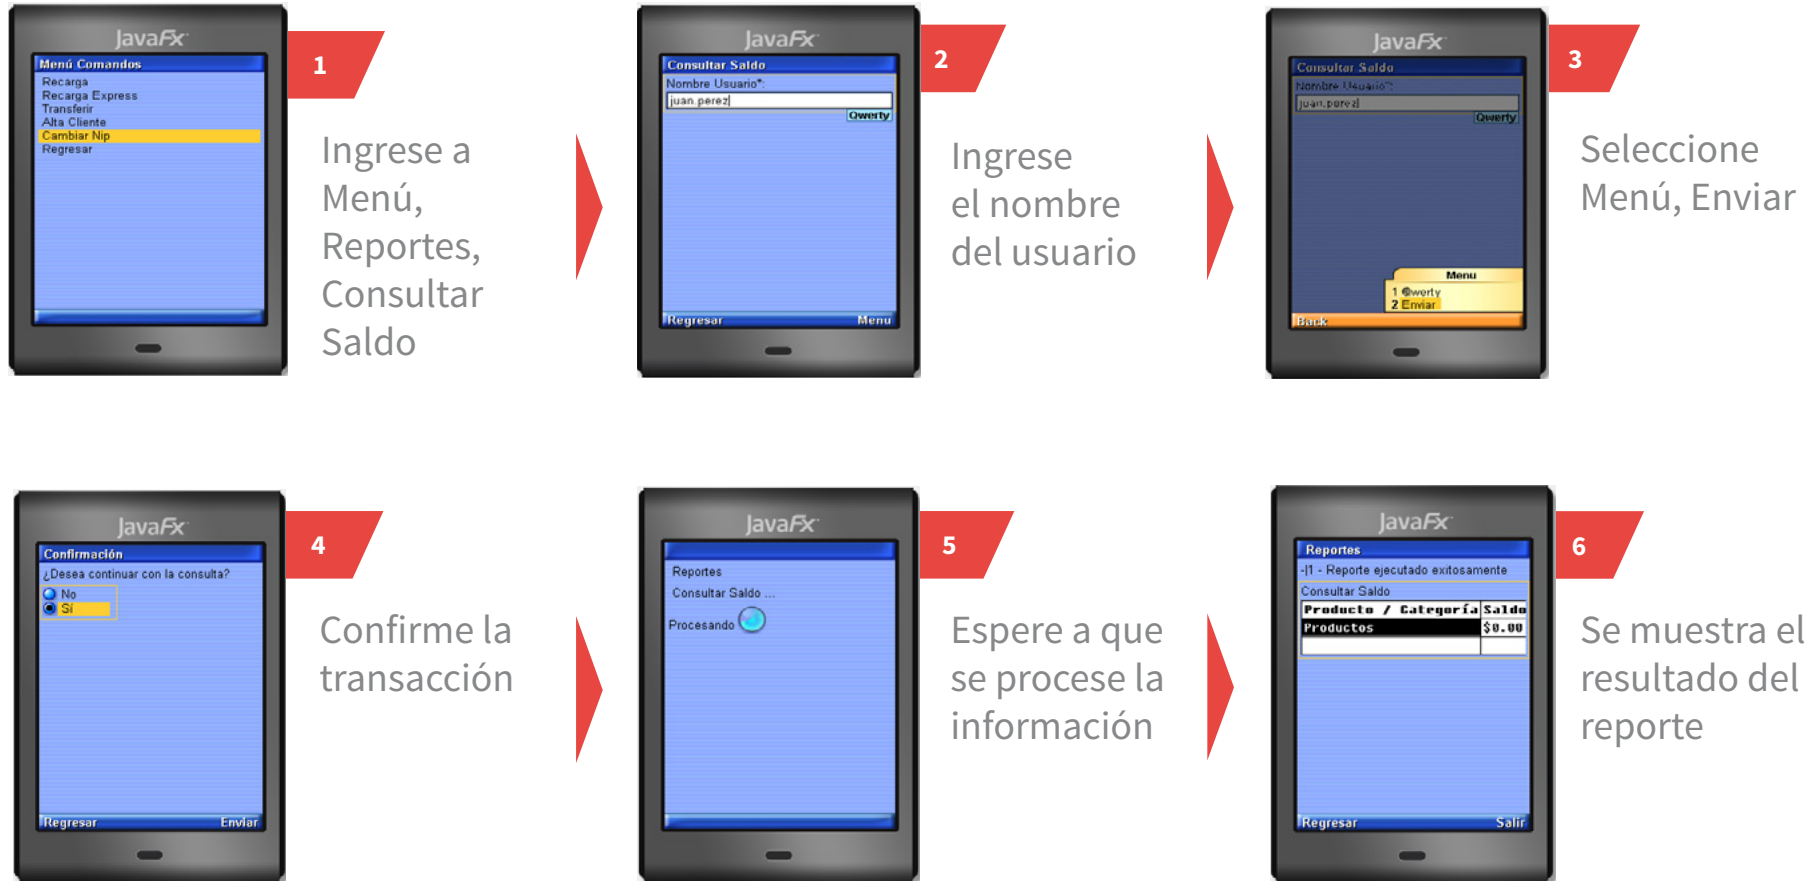 JavaFx
Menú Comandos
Recarga
Recarga Express
Transferir
Alta Cliente
Cambiar Nip
Regresar
1
Ingrese a
Menú,
Reportes,
Consultar
Saldo
JavaFx
Consultar Saldo
Nombre Usuario*:
juan.perez
Qwerty
Regresar Menu
2
Ingrese
el nombre
del usuario
JavaFx
Consultar Saldo
Nombre Usuario*:
juan.perez
Qwerty
Menu
1 Qwerty
2 Enviar
Back
3
Seleccione
Menú, Enviar
JavaFx
Confirmación
¿Desea continuar con la consulta?
No
Sí
Regresar Enviar
4
Confirme la
transacción
JavaFx
Reportes
Consultar Saldo ...
Procesando
5
Espere a que
se procese la
información
JavaFx
Reportes
-|1 - Reporte ejecutado exitosamente
Consultar Saldo
Producto / Categoría Saldo
Productos $0.00
Regresar Salir
6
Se muestra el
resultado del
reporte